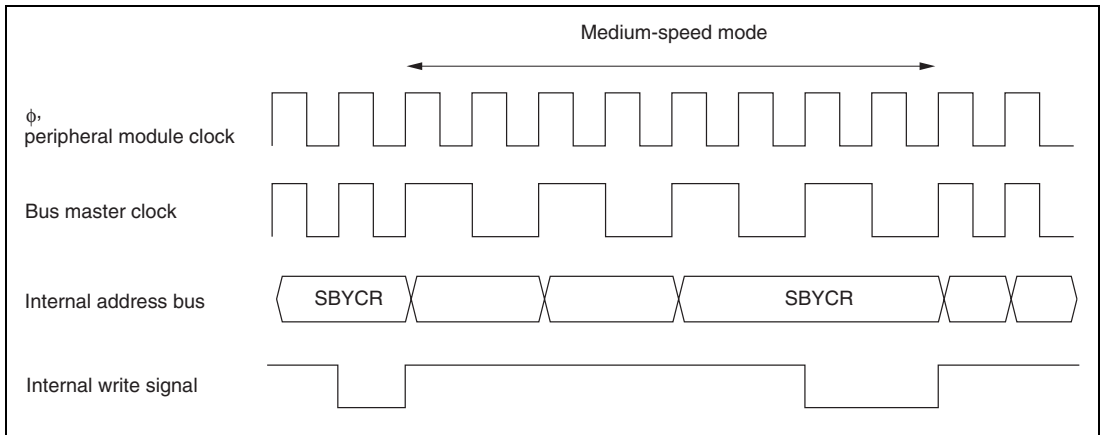 Medium-speed mode
ϕ,
peripheral module clock
Bus master clock
Internal address bus
SBYCR
SBYCR
Internal write signal